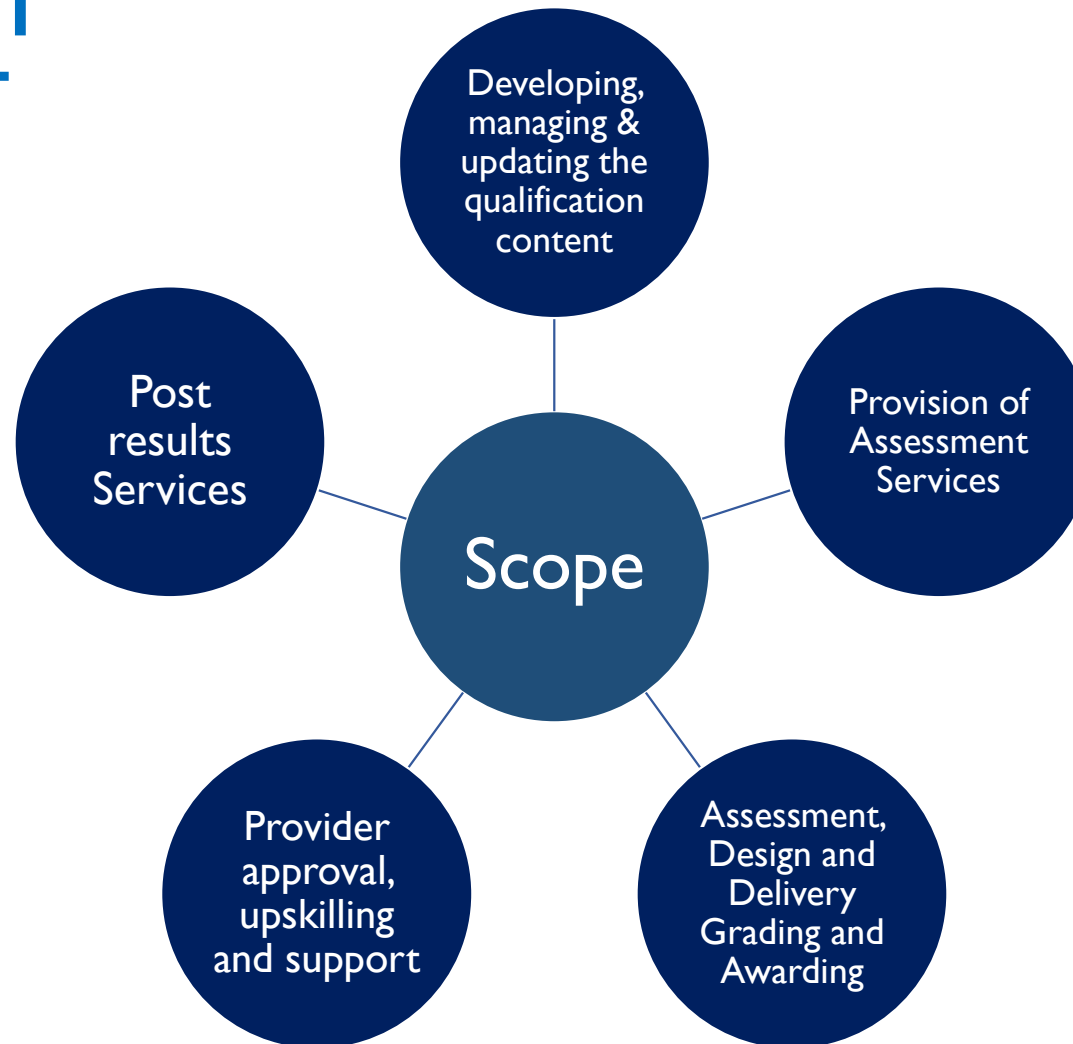 Developing,
managing &
updating the
qualification
content
Post
results
Services
Provision of
Assessment
Services
Scope
Provider
approval,
upskilling
and support
Assessment,
Design and
Delivery
Grading and
Awarding